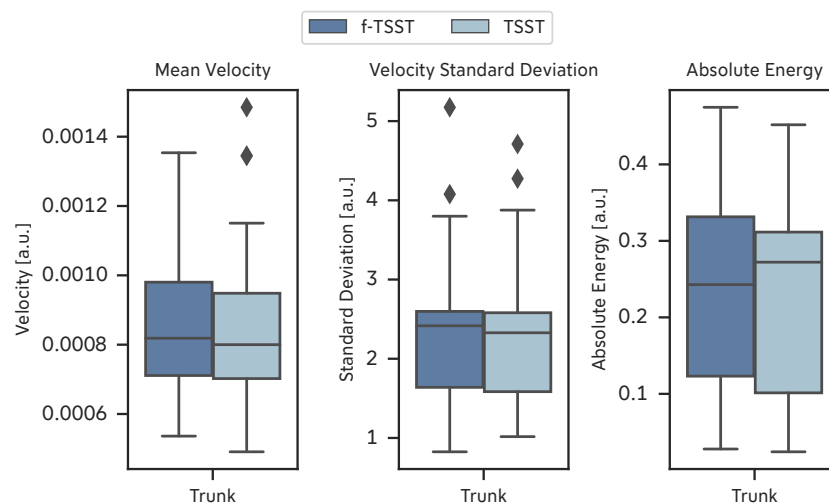 f-TSST
TSST
Mean Velocity
Velocity [a.u.]
0.0014
0.0012
0.0010
0.0008
0.0006
Trunk
Velocity Standard Deviation
Standard Deviation [a.u.]
5
4
3
2
1
Trunk
Absolute Energy
Absolute Energy [a.u.]
0.4
0.3
0.2
0.1
Trunk